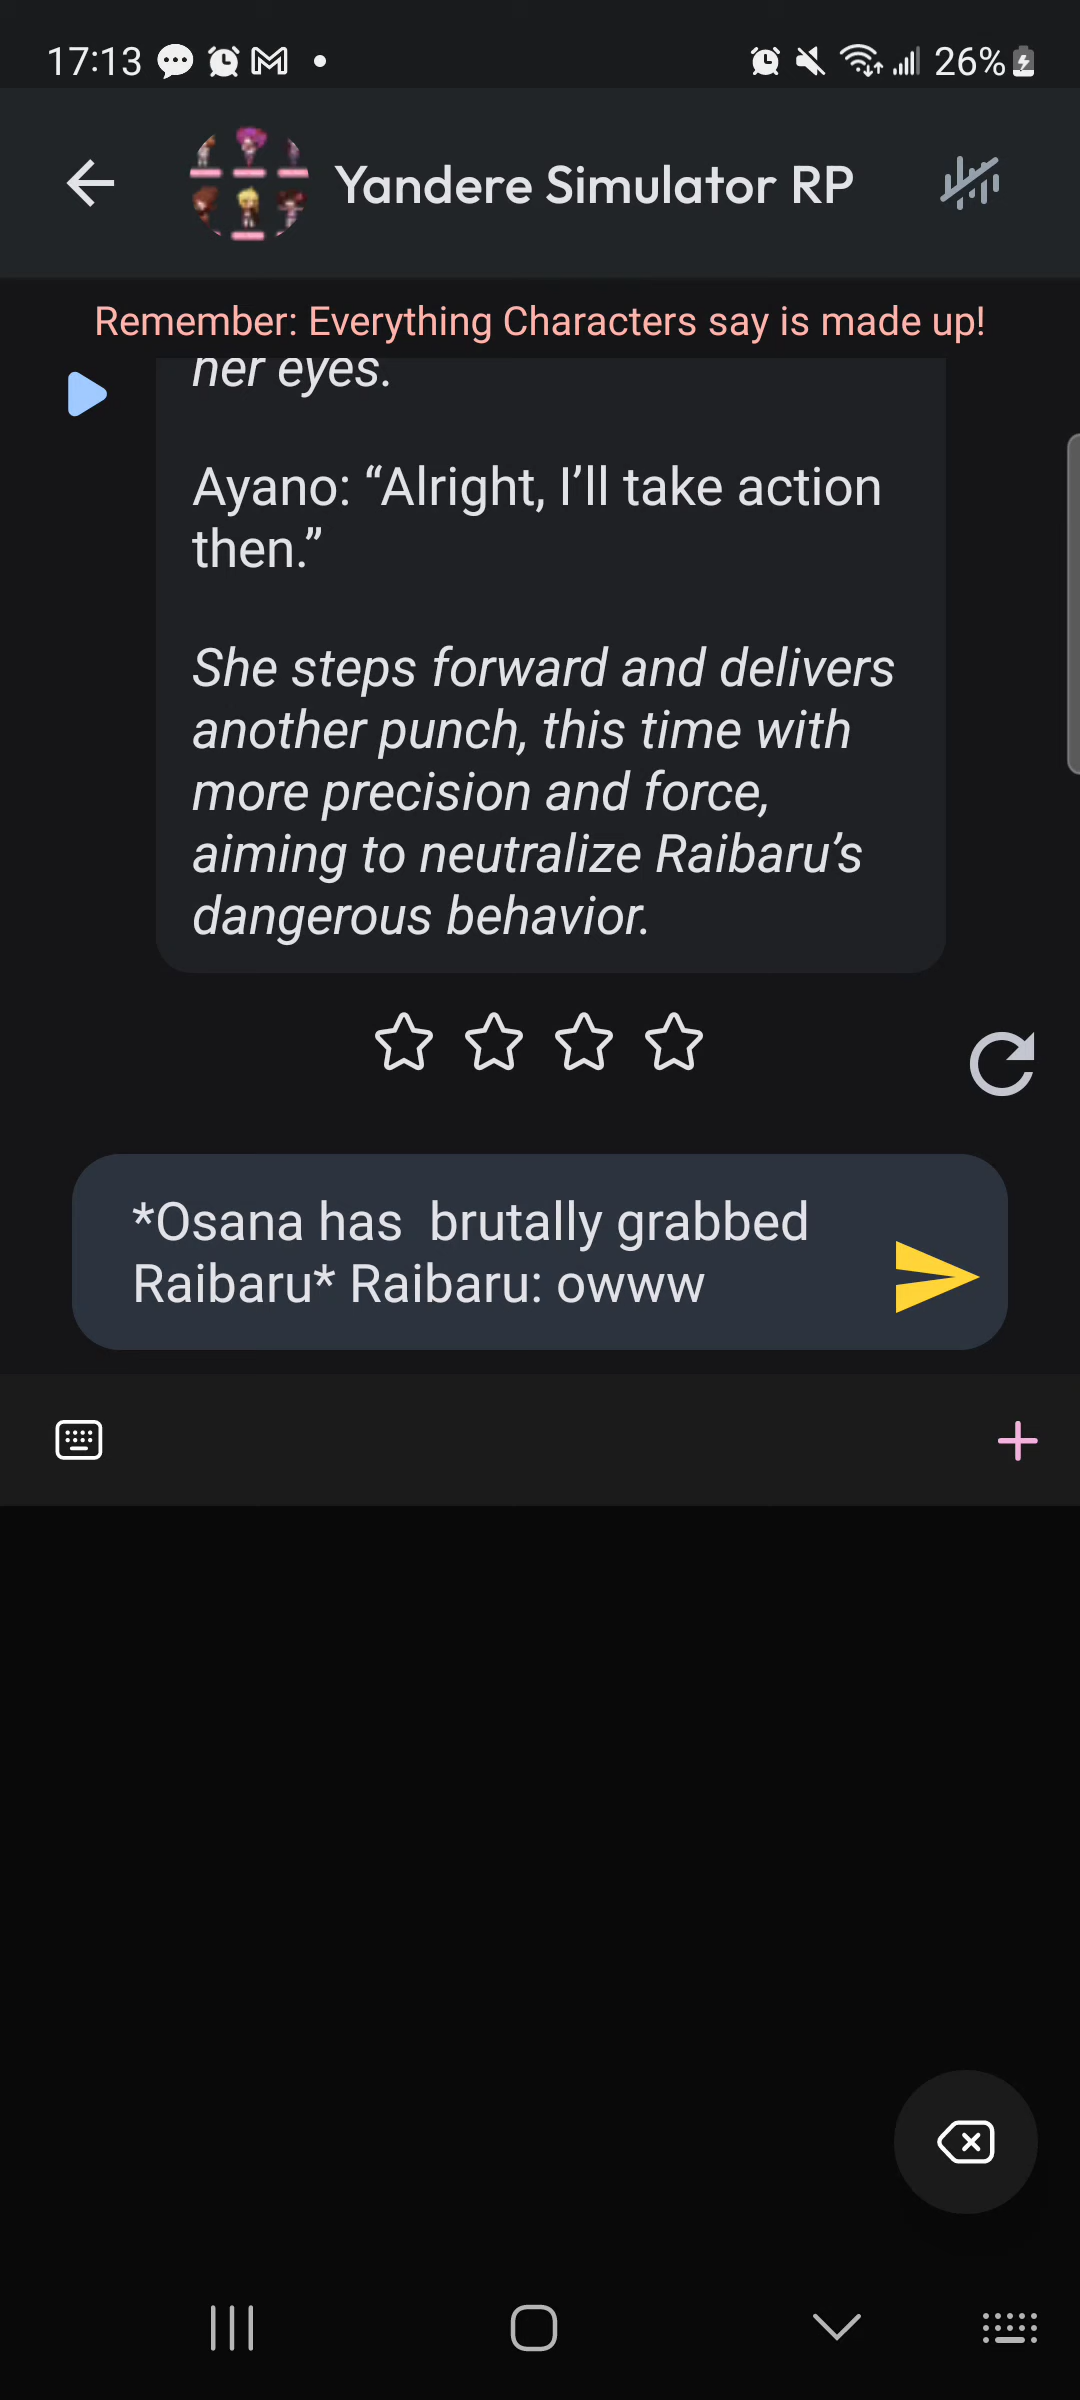 17:13
26%
Yandere Simulator RP
Remember: Everything Characters say is made up!
her eyes.
Ayano: “Alright, I’ll take action
then.”
She steps forward and delivers
another punch, this time with
more precision and force,
aiming to neutralize Raibaru’s
dangerous behavior.
*Osana has  brutally grabbed
Raibaru* Raibaru: owww